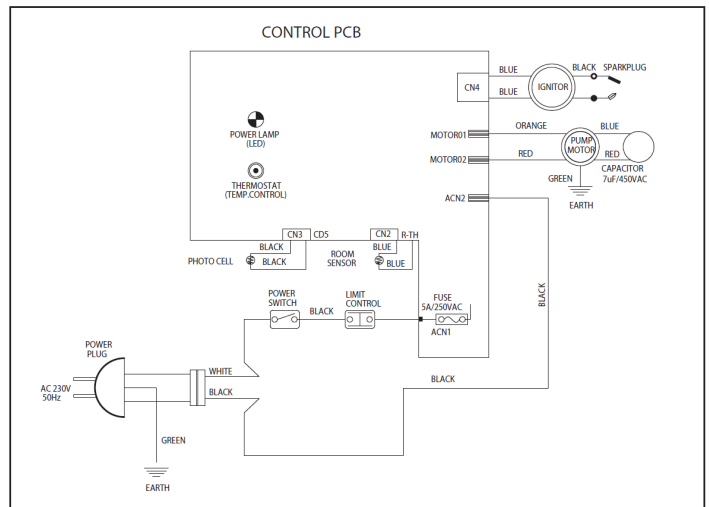 CONTROL PCB
BLUE
BLACK
SPARKPLUG
CN4
IGNITOR
BLUE
POWER LAMP
(LED)
ORANGE
BLUE
MOTOR01
PUMP
MOTOR
MOTOR02
RED
RED
CAPACITOR
7uF/450VAC
THERMOSTAT
(TEMP.CONTROL)
GREEN
ACN2
EARTH
CN3
CD5
CN2
R-TH
BLACK
BLUE
PHOTO CELL
BLACK
ROOM
SENSOR
BLUE
POWER
SWITCH
BLACK
LIMIT
CONTROL
FUSE
5A/250VAC
ACN1
BLACK
POWER
PLUG
WHITE
BLACK
AC 230V
50Hz
BLACK
GREEN
EARTH